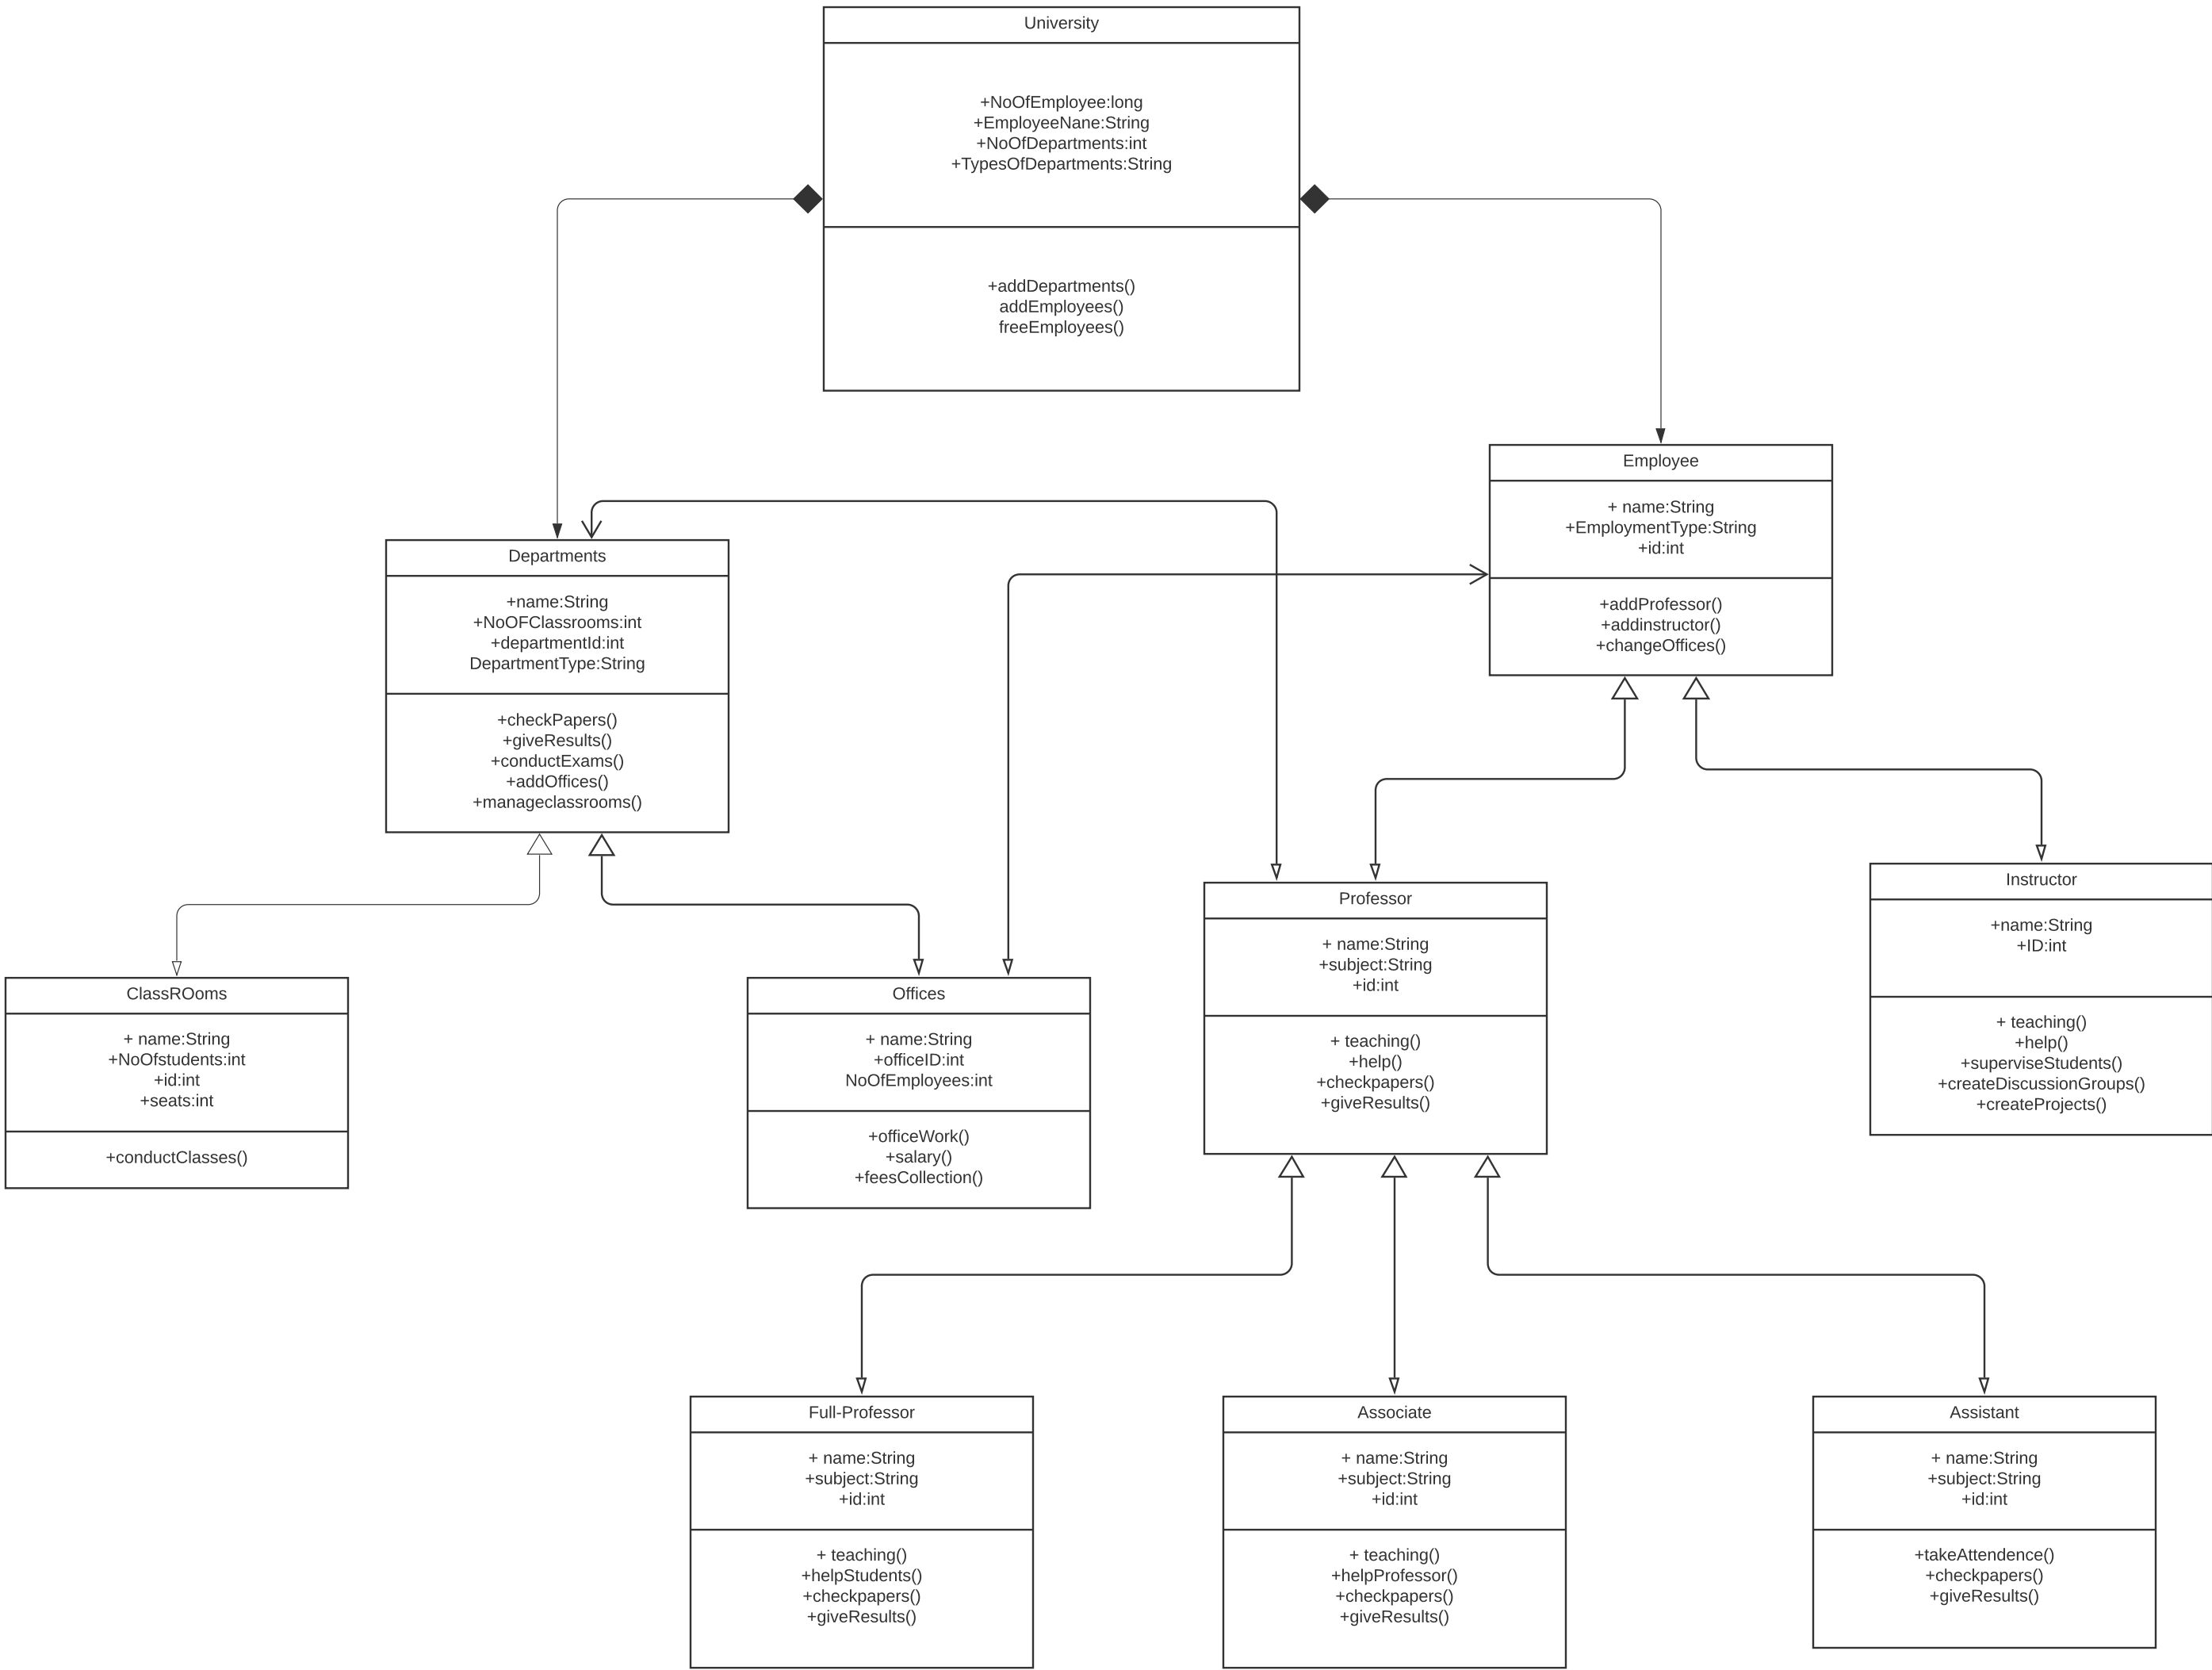 University
+NoOfEmployee:long
+EmployeeNane:String
+NoOfDepartments:int
+TypesOfDepartments:String
+addDepartments()
addEmployees()
freeEmployees()
Employee
+ name:String
+EmploymentType:String
+id:int
+addProfessor()
+addinstructor()
+changeOffices()
Departments
+name:String
+NoOFClassrooms:int
+departmentId:int
DepartmentType:String
+checkPapers()
+giveResults()
+conductExams()
+addOffices()
+manageclassrooms()
ClassROoms
+ name:String
+NoOfstudents:int
+id:int
+seats:int
+conductClasses()
Offices
+ name:String
+officeID:int
NoOfEmployees:int
+officeWork()
+salary()
+feesCollection()
Professor
+ name:String
+subject:String
+id:int
+ teaching()
+help()
+checkpapers()
+giveResults()
Instructor
+name:String
+ID:int
+ teaching()
+help()
+superviseStudents()
+createDiscussionGroups()
+createProjects()
Full-Professor
+ name:String
+subject:String
+id:int
+ teaching()
+helpStudents()
+checkpapers()
+giveResults()
Associate
+ name:String
+subject:String
+id:int
+ teaching()
+helpProfessor()
+checkpapers()
+giveResults()
Assistant
+ name:String
+subject:String
+id:int
+takeAttendence()
+checkpapers()
+giveResults()